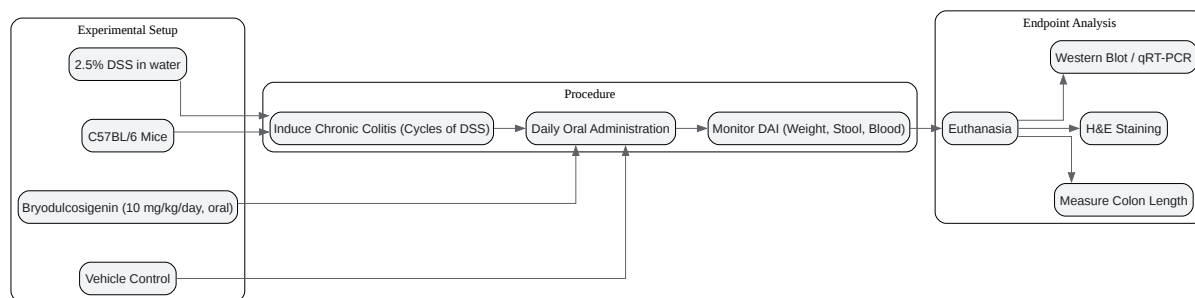 Experimental Setup
2.5% DSS in water
C57BL/6 Mice
Bryodulcosigenin (10 mg/kg/day, oral)
Vehicle Control
Procedure
Induce Chronic Colitis (Cycles of DSS)
Daily Oral Administration
Monitor DAI (Weight, Stool, Blood)
Endpoint Analysis
Euthanasia
Western Blot / qRT-PCR
H&E Staining
Measure Colon Length